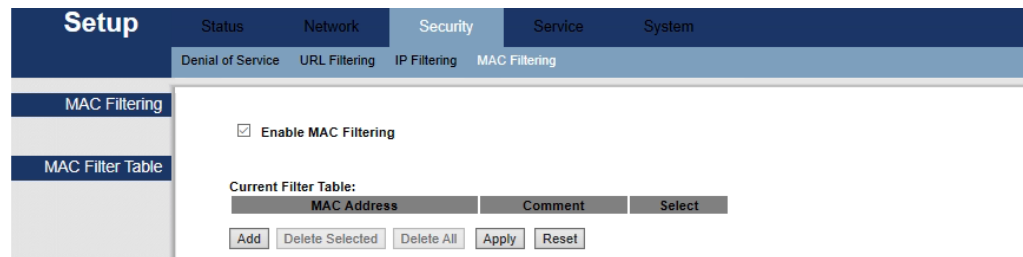 Setup Status Network Security Service System
Denial of Service URL Filtering IP Filtering MAC Filtering
MAC Filtering
Enable MAC Filtering
MAC Filter Table
Current Filter Table:
MAC Address Comment Select
Add Delete Selected Delete All Apply Reset